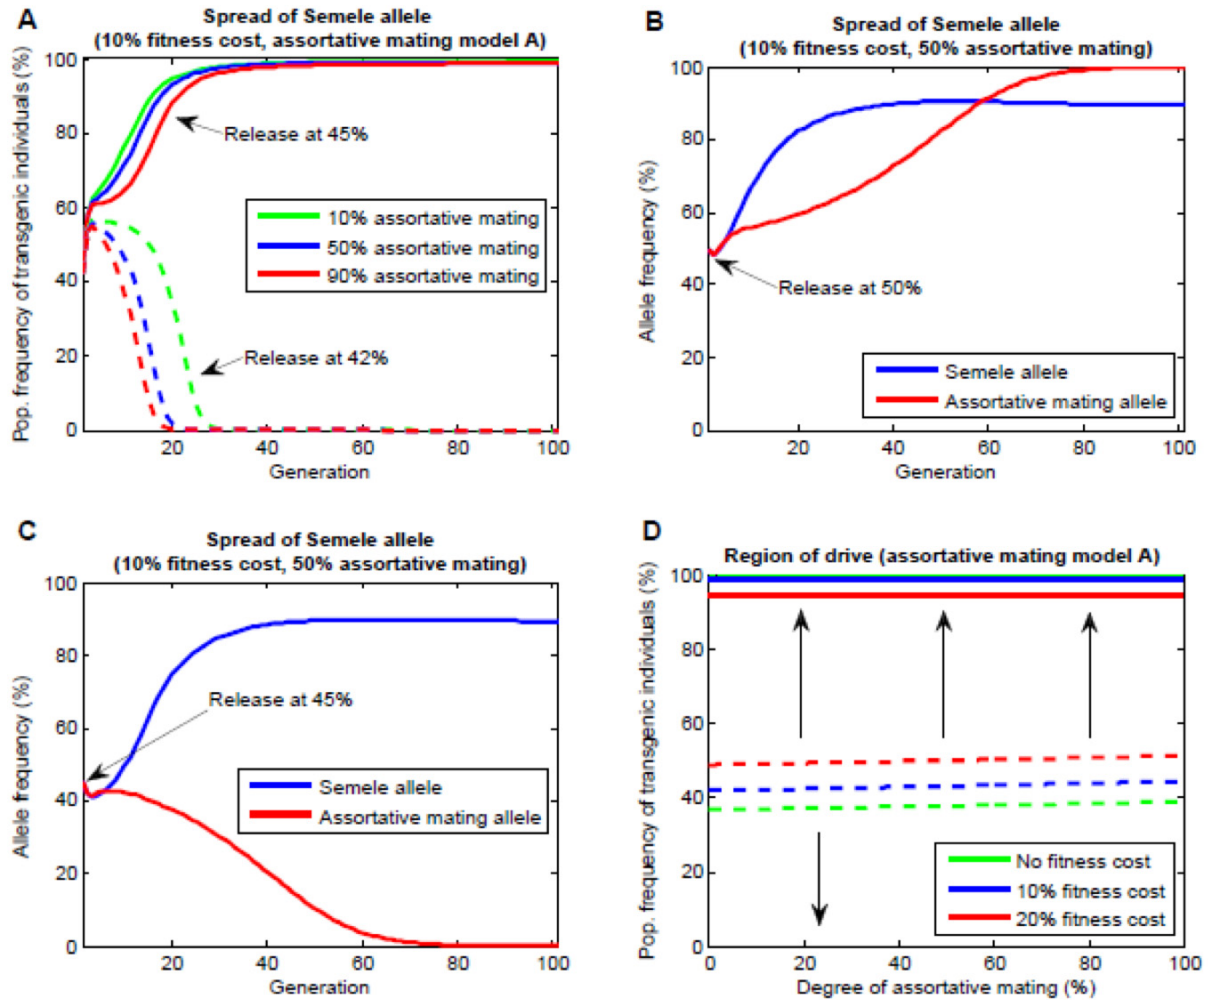 A
Spread of Semele allele
(10% fitness cost, assortative mating model A)
Pop. frequency of transgenic individuals (%)
100
80
60
40
20
0
Release at 45%
10% assortative mating
50% assortative mating
90% assortative mating
Release at 42%
20
40
60
80
100
Generation
B
Spread of Semele allele
(10% fitness cost, 50% assortative mating)
Allele frequency (%)
100
80
60
40
20
0
Release at 50%
Semele allele
Assortative mating allele
20
40
60
80
100
Generation
C
Spread of Semele allele
(10% fitness cost, 50% assortative mating)
Allele frequency (%)
100
80
60
40
20
0
Release at 45%
Semele allele
Assortative mating allele
20
40
60
80
100
Generation
D
Region of drive (assortative mating model A)
Pop. frequency of transgenic individuals (%)
100
80
60
40
20
0
No fitness cost
10% fitness cost
20% fitness cost
0
20
40
60
80
100
Degree of assortative mating (%)